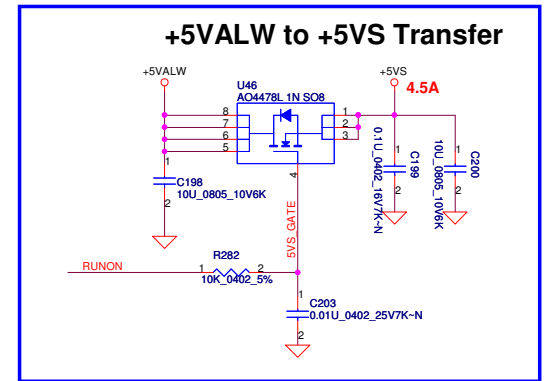 +5VALW to +5VS Transfer
+5VALW
+5VS
4.5A
U46
AO4478L 1N SO8
8
7
6
5
1
2
3
4
1
C198
10U_0805_10V6K
2
1
C199
0.1U_0402_16V7K~N
2
1
C200
10U_0805_10V6K
2
5VS_GATE
RUNON
R282
1
2
10K_0402_5%
1
C203
0.01U_0402_25V7K~N
2